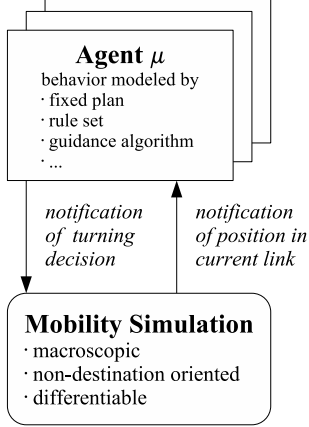 Agent μ
behavior modeled by
· fixed plan
· rule set
· guidance algorithm
· ...
notification
of turning
decision
notification
of position in
current link
Mobility Simulation
· macroscopic
· non-destination oriented
· differentiable